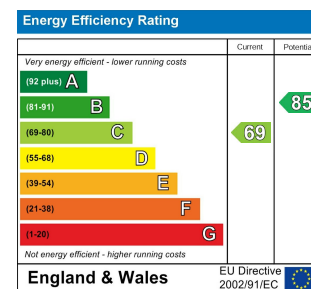 Energy Efficiency Rating
Current Potentia
Very energy efficient - lower running costs
(92 plus) A
(81-91) B
85
(69-80) C
69
(55-68) D
(39-54) E
(21-38) F
(1-20) G
Not energy efficient - higher running costs
England & Wales
EU Directive
2002/91/EC